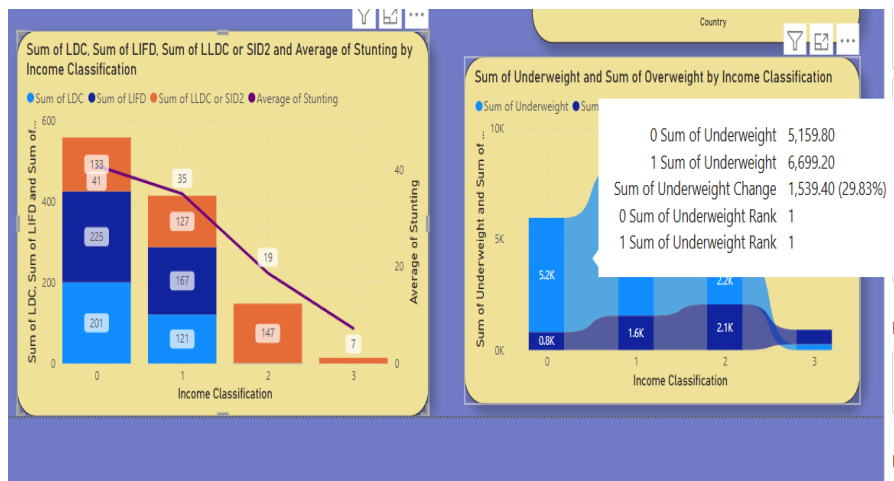 Country
Sum of LDC, Sum of LIFD, Sum of LLDC or SID2 and Average of Stunting by
Income Classification
Sum of LDC Sum of LIFD Sum of LLDC or SID2 Average of Stunting
Sum of LDC, Sum of LIFD and Sum of...
600
400
200
0
133
41
225
201
35
127
167
121
19
147
7
40
20
0
Average of Stunting
0 1 2 3
Income Classification
Sum of Underweight and Sum of Overweight by Income Classification
Sum of Underweight Sum
Sum of Underweight and Sum of ...
10K
5K
0K
5.2K
0.8K
1.6K
2.2K
2.1K
0 Sum of Underweight 5,159.80
1 Sum of Underweight 6,699.20
Sum of Underweight Change 1,539.40 (29.83%)
0 Sum of Underweight Rank 1
1 Sum of Underweight Rank 1
0 1 2 3
Income Classification